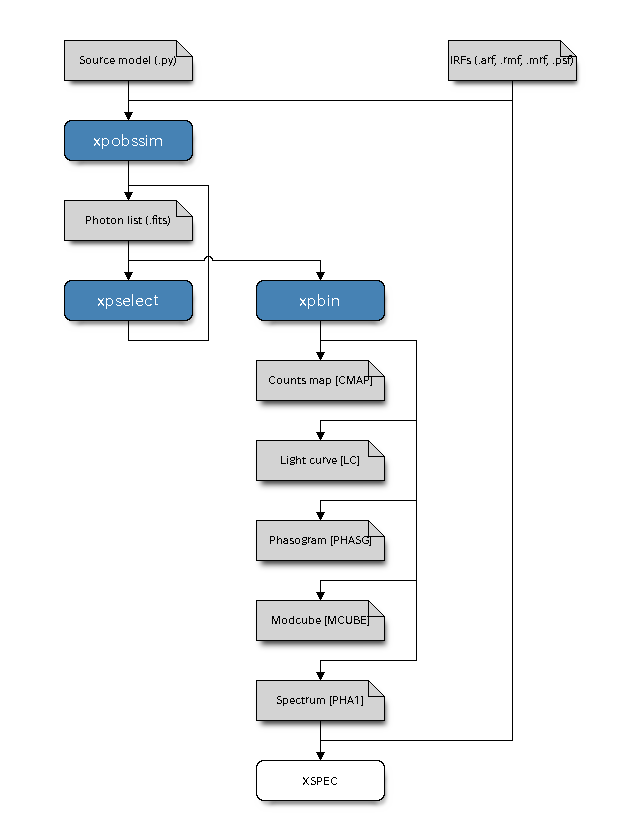 Source model (.py)
IRFs (.arf, .rmf, .mrf, .psf)
xpobssim
Photon list (.fits)
xpselect
xpbin
Counts map [CMAP]
Light curve [LC]
Phasogram [PHASG]
Modcube [MCUBE]
Spectrum [PHA1]
XSPEC